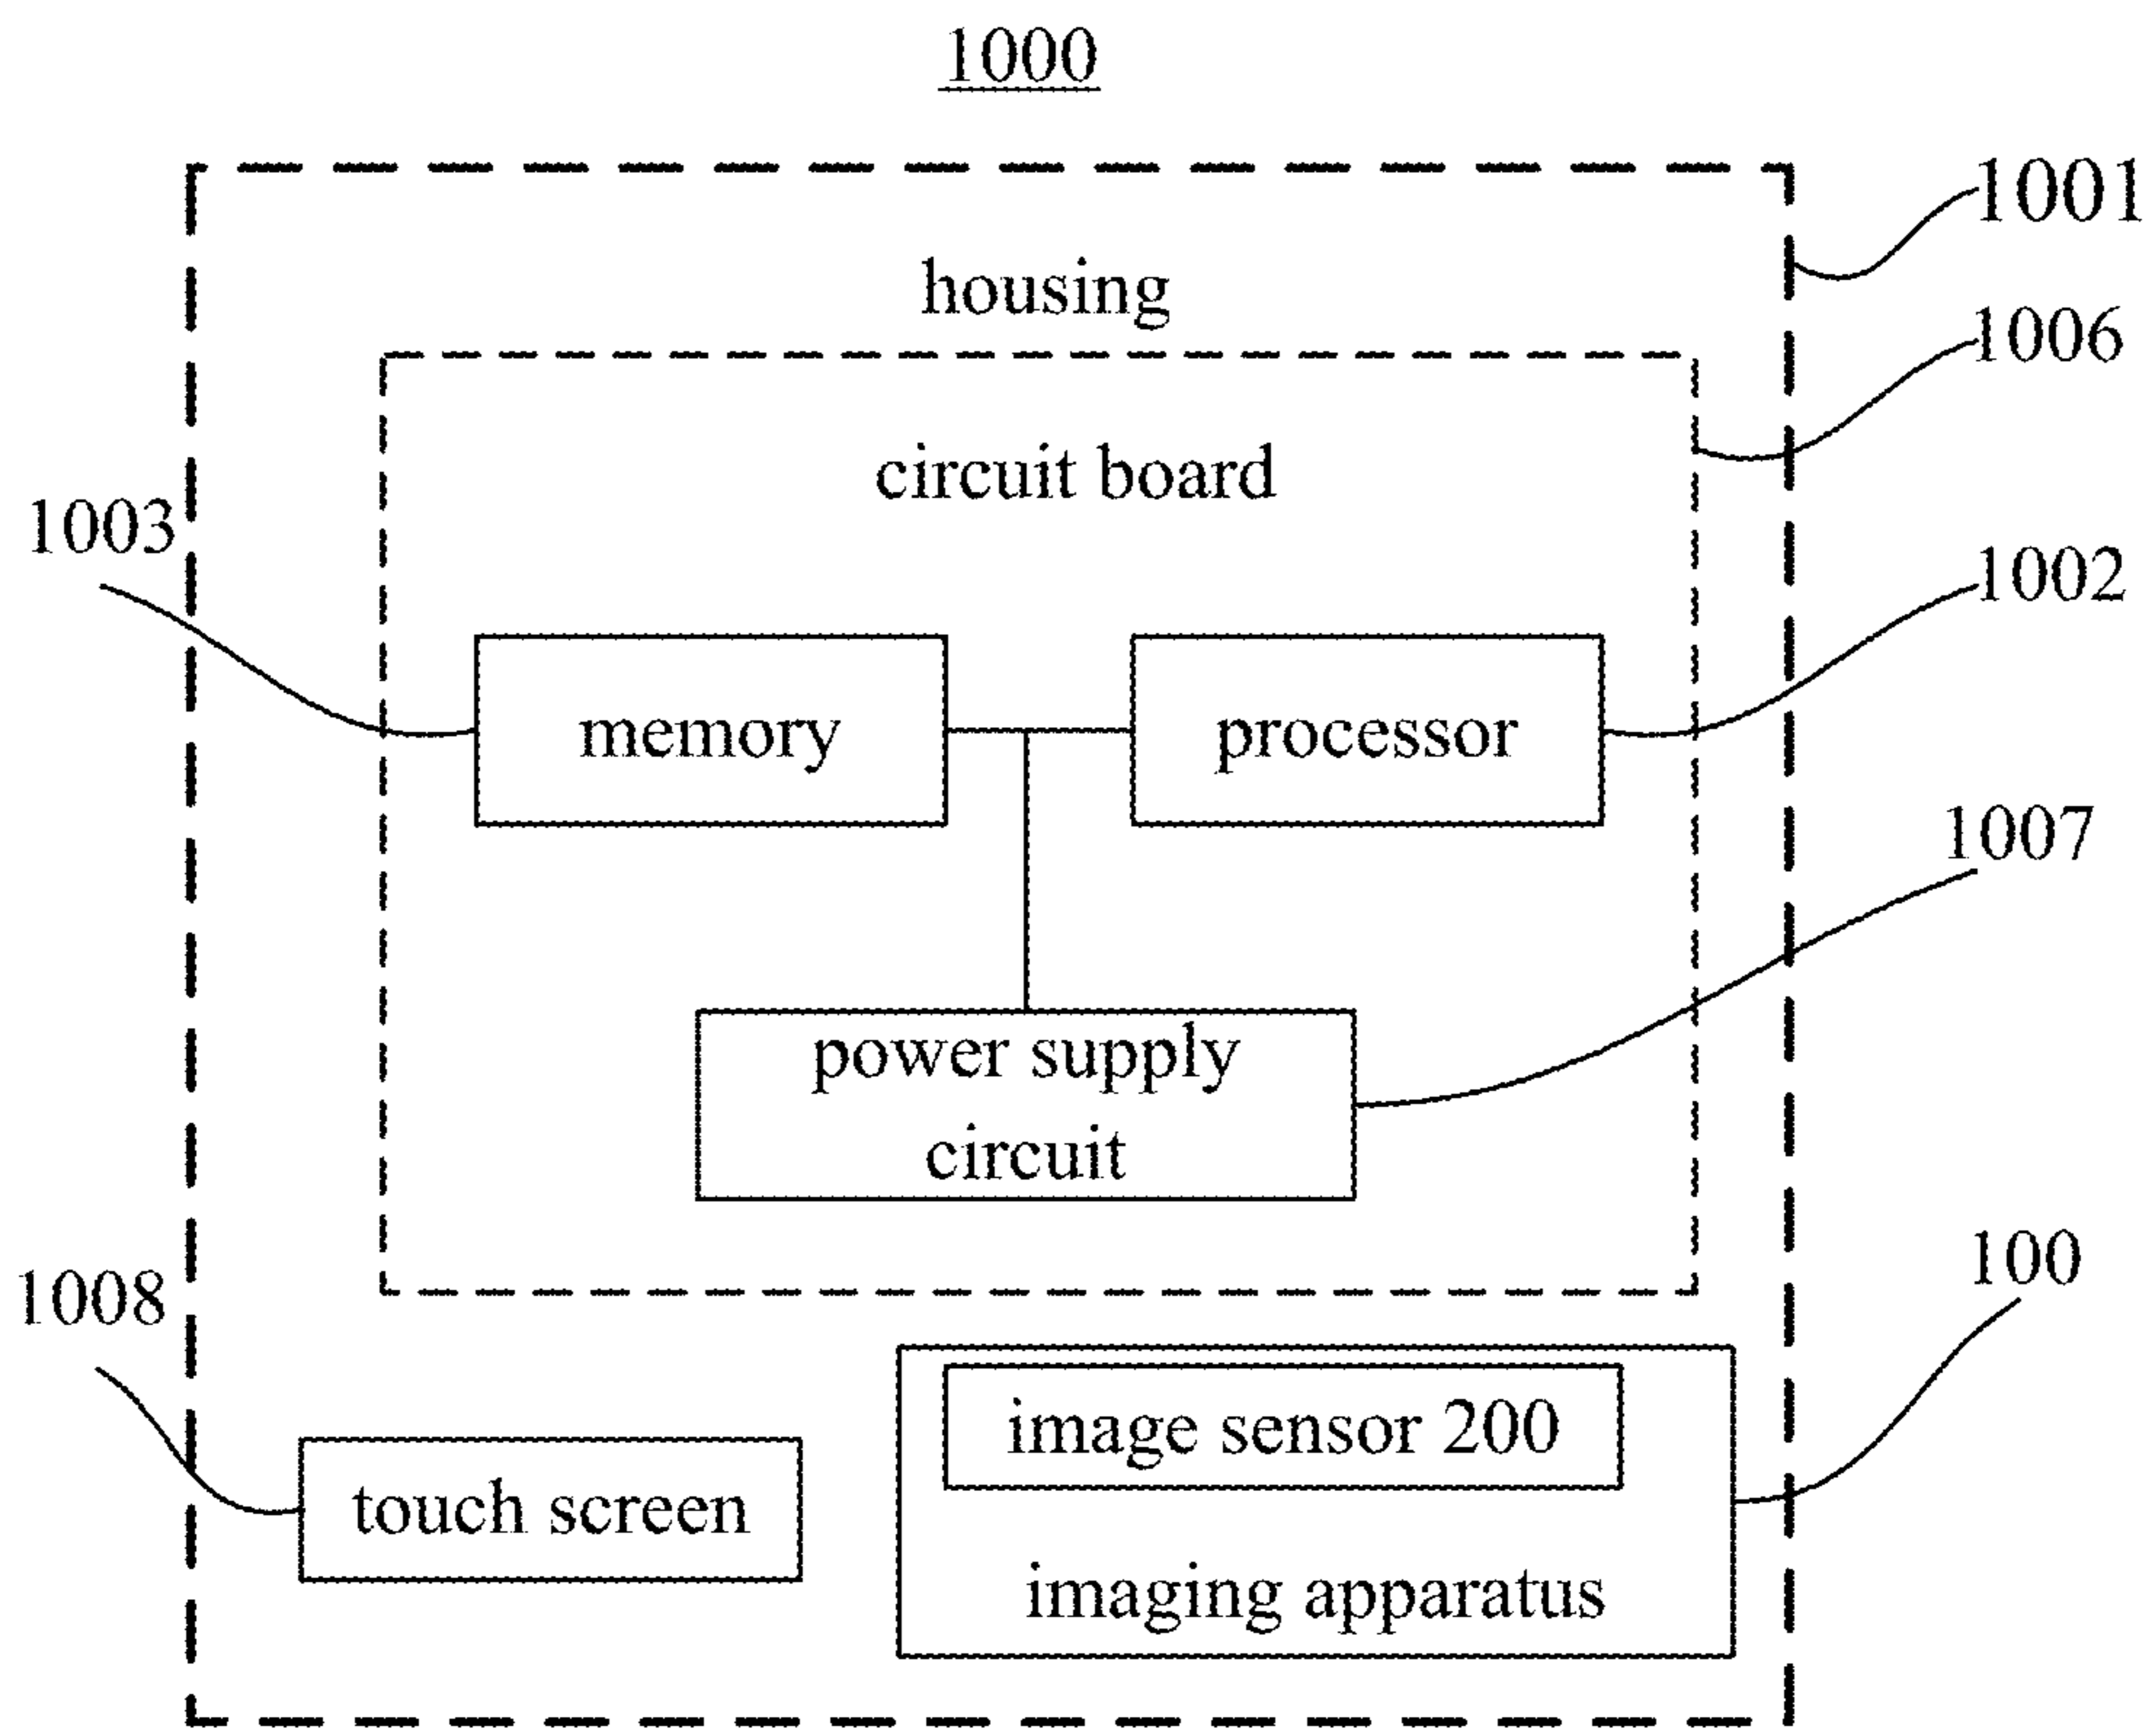 1000
1001
housing
1006
circuit board
1003
1002
memory
processor
1007
power supply
circuit
100
1008
image sensor 200
touch screen
imaging apparatus